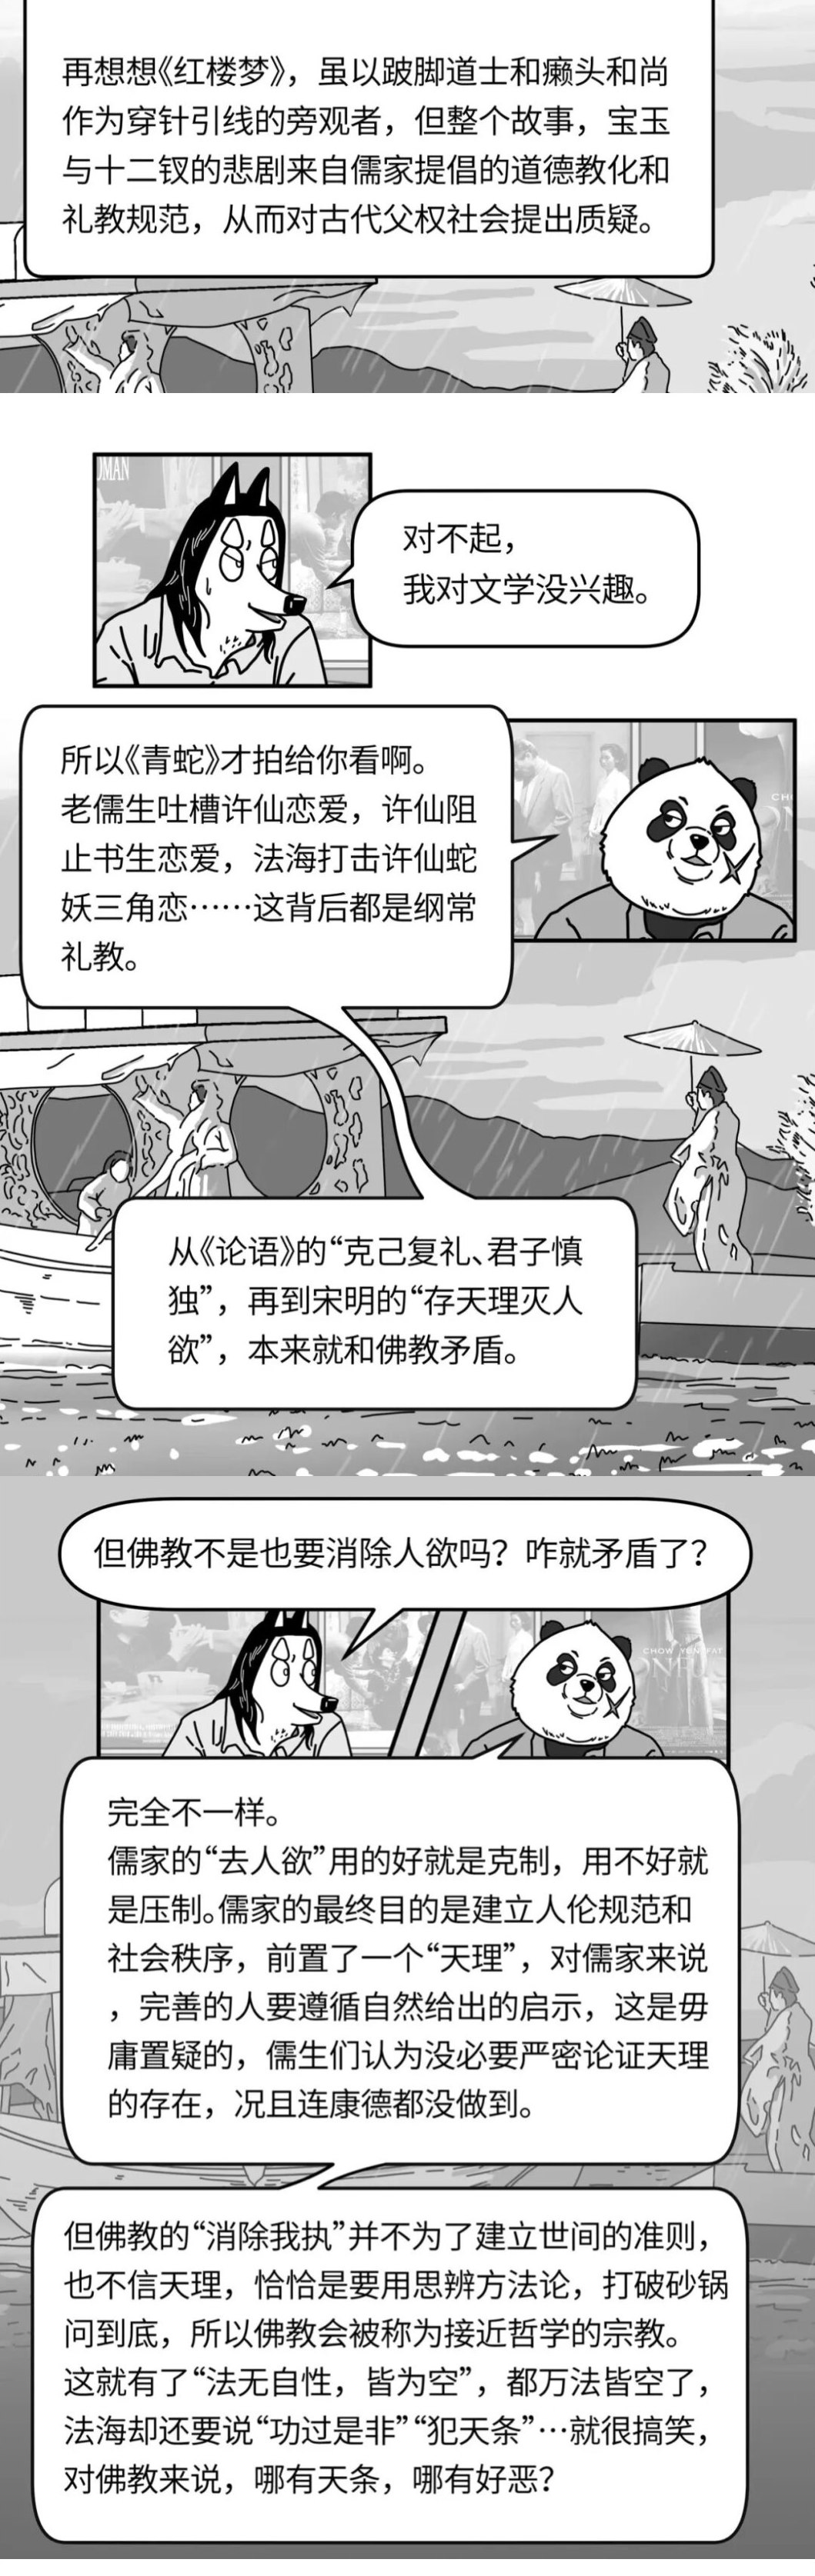 再想想《红楼梦》，虽以跛脚道士和癞头和尚
作为穿针引线的旁观者，但整个故事，宝玉
与十二钗的悲剧来自儒家提倡的道德教化和
礼教规范，从而对古代父权社会提出质疑。
OMAN
对不起，
我对文学没兴趣。
所以《青蛇》才拍给你看啊。
老儒生吐槽许仙恋爱，许仙阻
止书生恋爱，法海打击许仙蛇
妖三角恋……这背后都是纲常
礼教。
CH
从《论语》的“克己复礼、君子慎
独”，再到宋明的“存天理灭人
欲”，本来就和佛教矛盾。
但佛教不是也要消除人欲吗？咋就矛盾了？
CHOW YUN FAT
完全不一样。
儒家的“去人欲”用的好就是克制，用不好就
是压制。儒家的最终目的是建立人伦规范和
社会秩序，前置了一个“天理”，对儒家来说
，完善的人要遵循自然给出的启示，这是毋
庸置疑的，儒生们认为没必要严密论证天理
的存在，况且连康德都没做到。
但佛教的“消除我执”并不为了建立世间的准则，
也不信天理，恰恰是要用思辨方法论，打破砂锅
问到底，所以佛教会被称为接近哲学的宗教。
这就有了“法无自性，皆为空”，都万法皆空了，
法海却还要说“功过是非”“犯天条”…就很搞笑，
对佛教来说，哪有天条，哪有好恶？